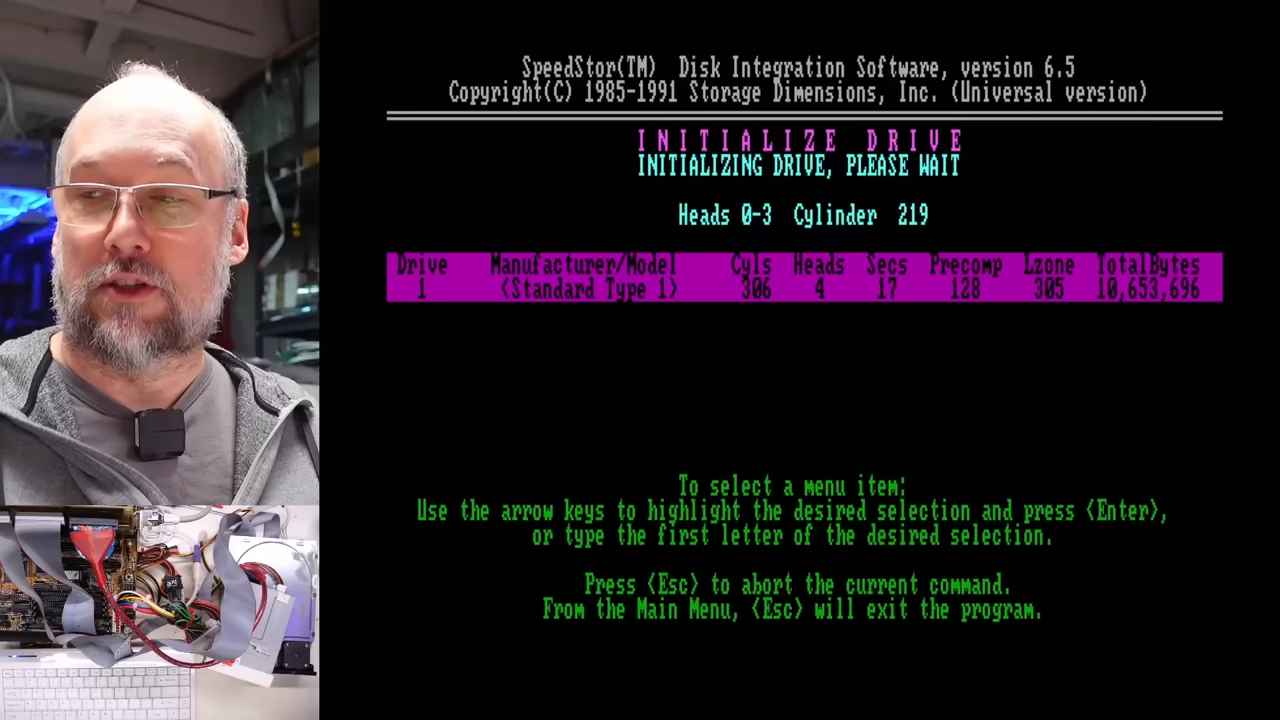 SpeedStor(TM) Disk Integration Software, version 6.5
Copyright(C) 1985-1991 Storage Dimensions, Inc. (Universal version)
INITIALIZE DRIVE
INITIALIZING DRIVE, PLEASE WAIT
Heads 0-3 Cylinder 219
Drive Manufacturer/Model Cyls Heads Secs Precomp Lzone TotalBytes
1 <Standard Type 1> 306 4 17 128 305 10,653,696
To select a menu item:
Use the arrow keys to highlight the desired selection and press <Enter>,
or type the first letter of the desired selection.
Press <Esc> to abort the current command.
From the Main Menu, <Esc> will exit the program.